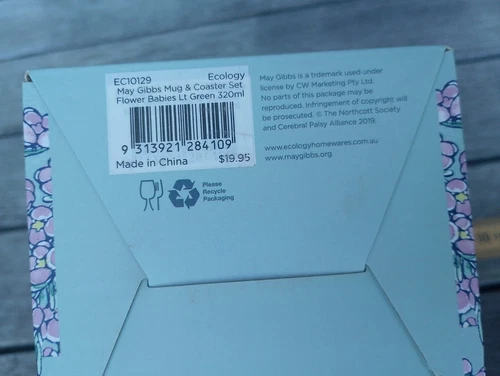 EC10129 Ecology
May Gibbs Mug & Coaster Set
Flower Babies Lt Green 320ml
9 313921 284109
Made in China $19.95
May Gibbs is a trdemark used under
license by CW Marketing Pty Ltd.
No parts of this package may be
reproduced. Infringement of copyright will
be prosecuted. © The Northcott Society
and Cerebral Palsy Alliance 2019.
www.ecologyhomewares.com.au
www.maygibbs.org
Please
Recycle
Packaging